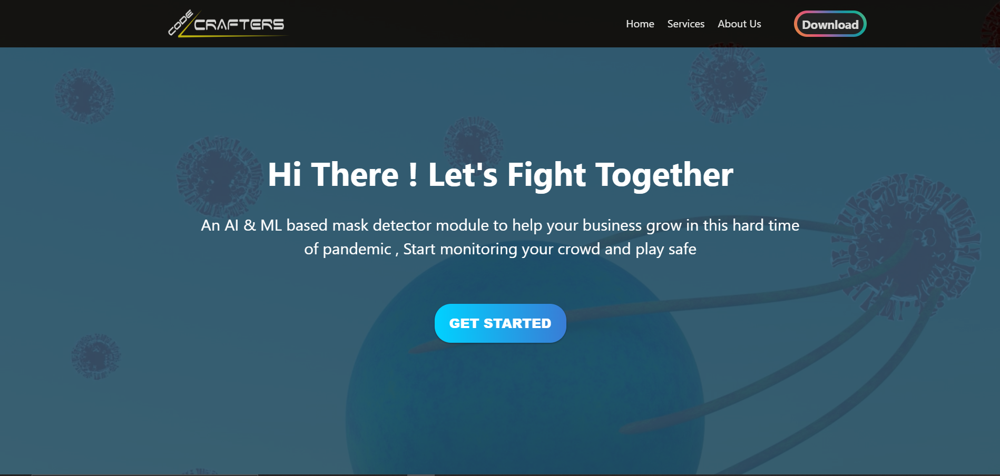 CODE CRAFTERS
Home Services About Us Download
Hi There ! Let's Fight Together
An AI & ML based mask detector module to help your business grow in this hard time
of pandemic , Start monitoring your crowd and play safe
GET STARTED